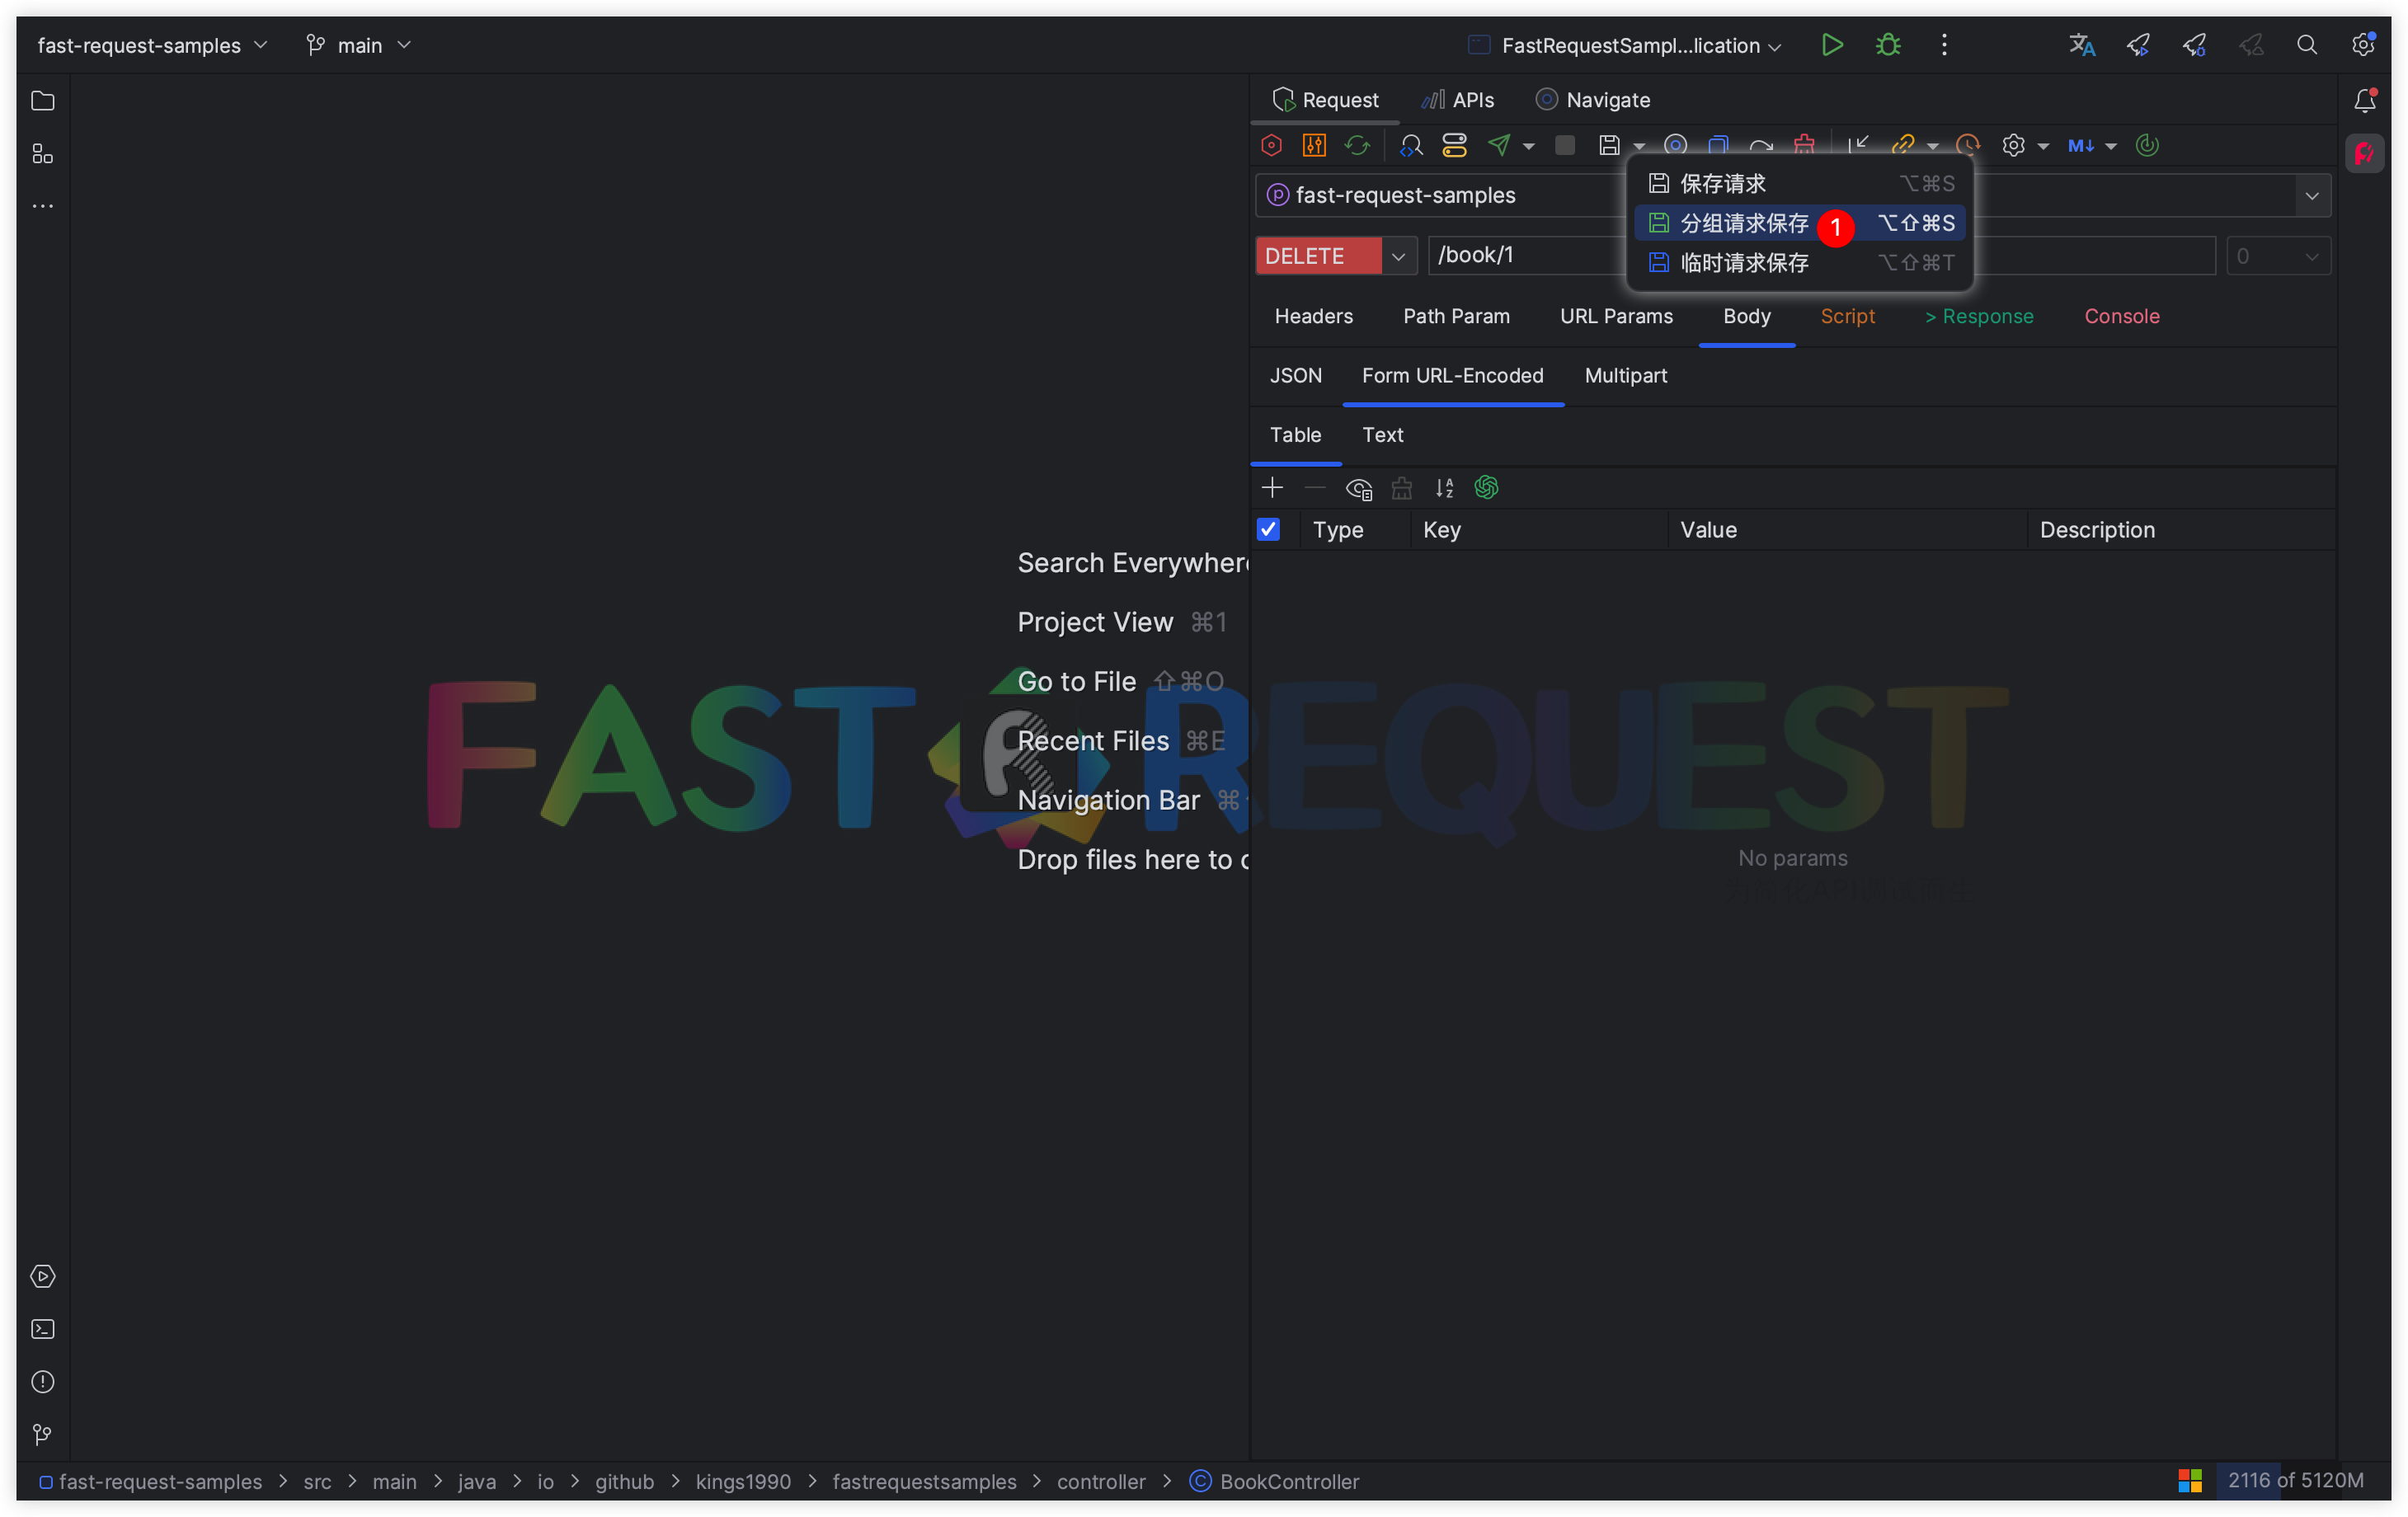 fast-request-samples
main
FastRequestSampl...lication
Request
APIs
Navigate
M↓
fast-request-samples
保存请求 ⌥⌘S
分组请求保存 1 ⌥⇧⌘S
临时请求保存 ⌥⇧⌘T
DELETE
/book/1
0
Headers
Path Param
URL Params
Body
Script
> Response
Console
JSON
Form URL-Encoded
Multipart
Table
Text
Type
Key
Value
Description
Search Everywhere
Project View ⌘1
Go to File ⇧⌘O
Recent Files ⌘E
Navigation Bar ⌘
Drop files here to
FAST REQUEST
No params
fast-request-samples > src > main > java > io > github > kings1990 > fastrequestsamples > controller > BookController
2116 of 5120M